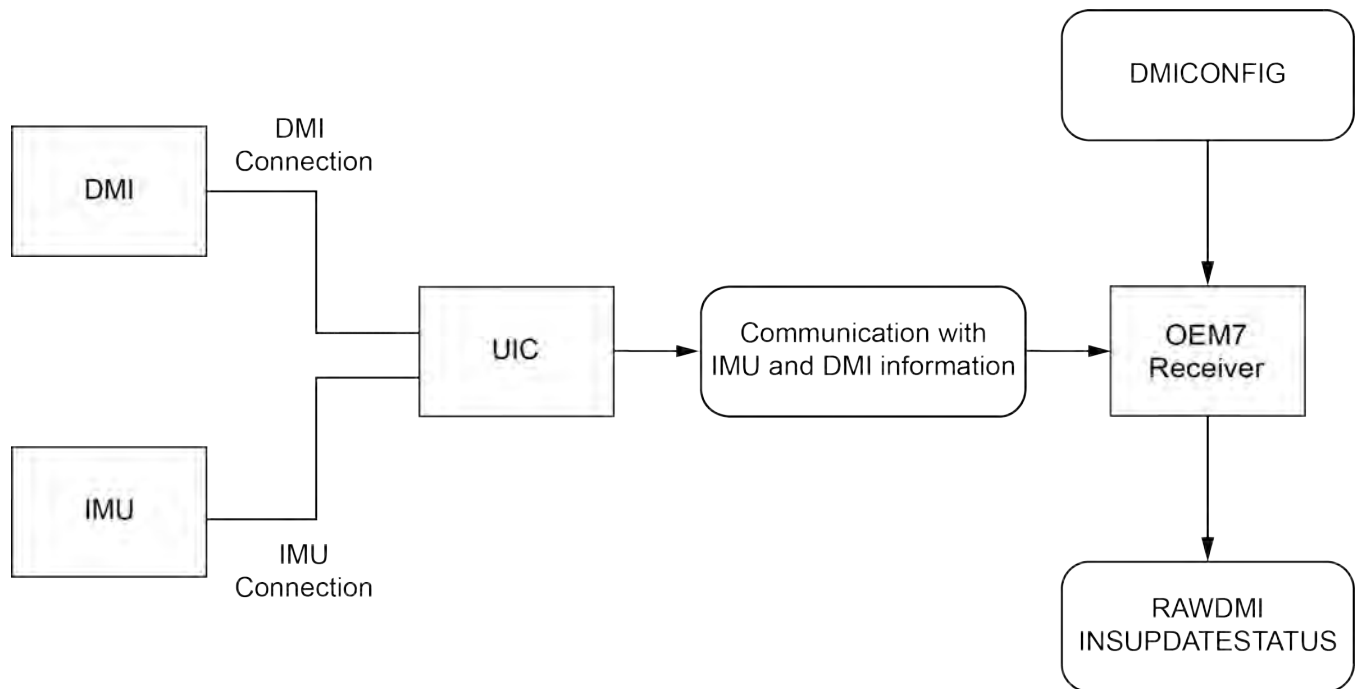 DMICONFIG
DMI
Connection
DMI
UIC
Communication with
IMU and DMI information
OEM7
Receiver
IMU
IMU
Connection
RAWDMI
INSUPDATESTATUS